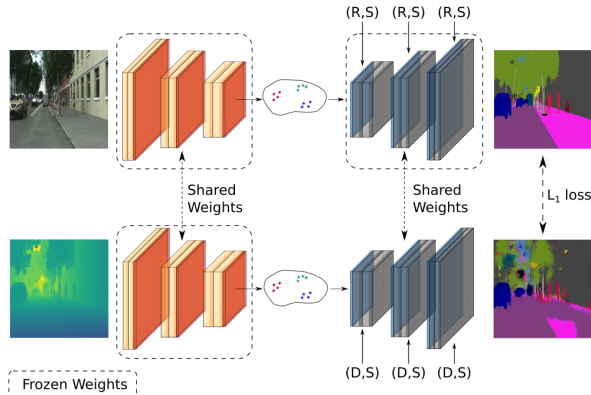 (R,S) (R,S) (R,S)
Shared Weights
Shared Weights
L₁ loss
(D,S) (D,S) (D,S)
Frozen Weights